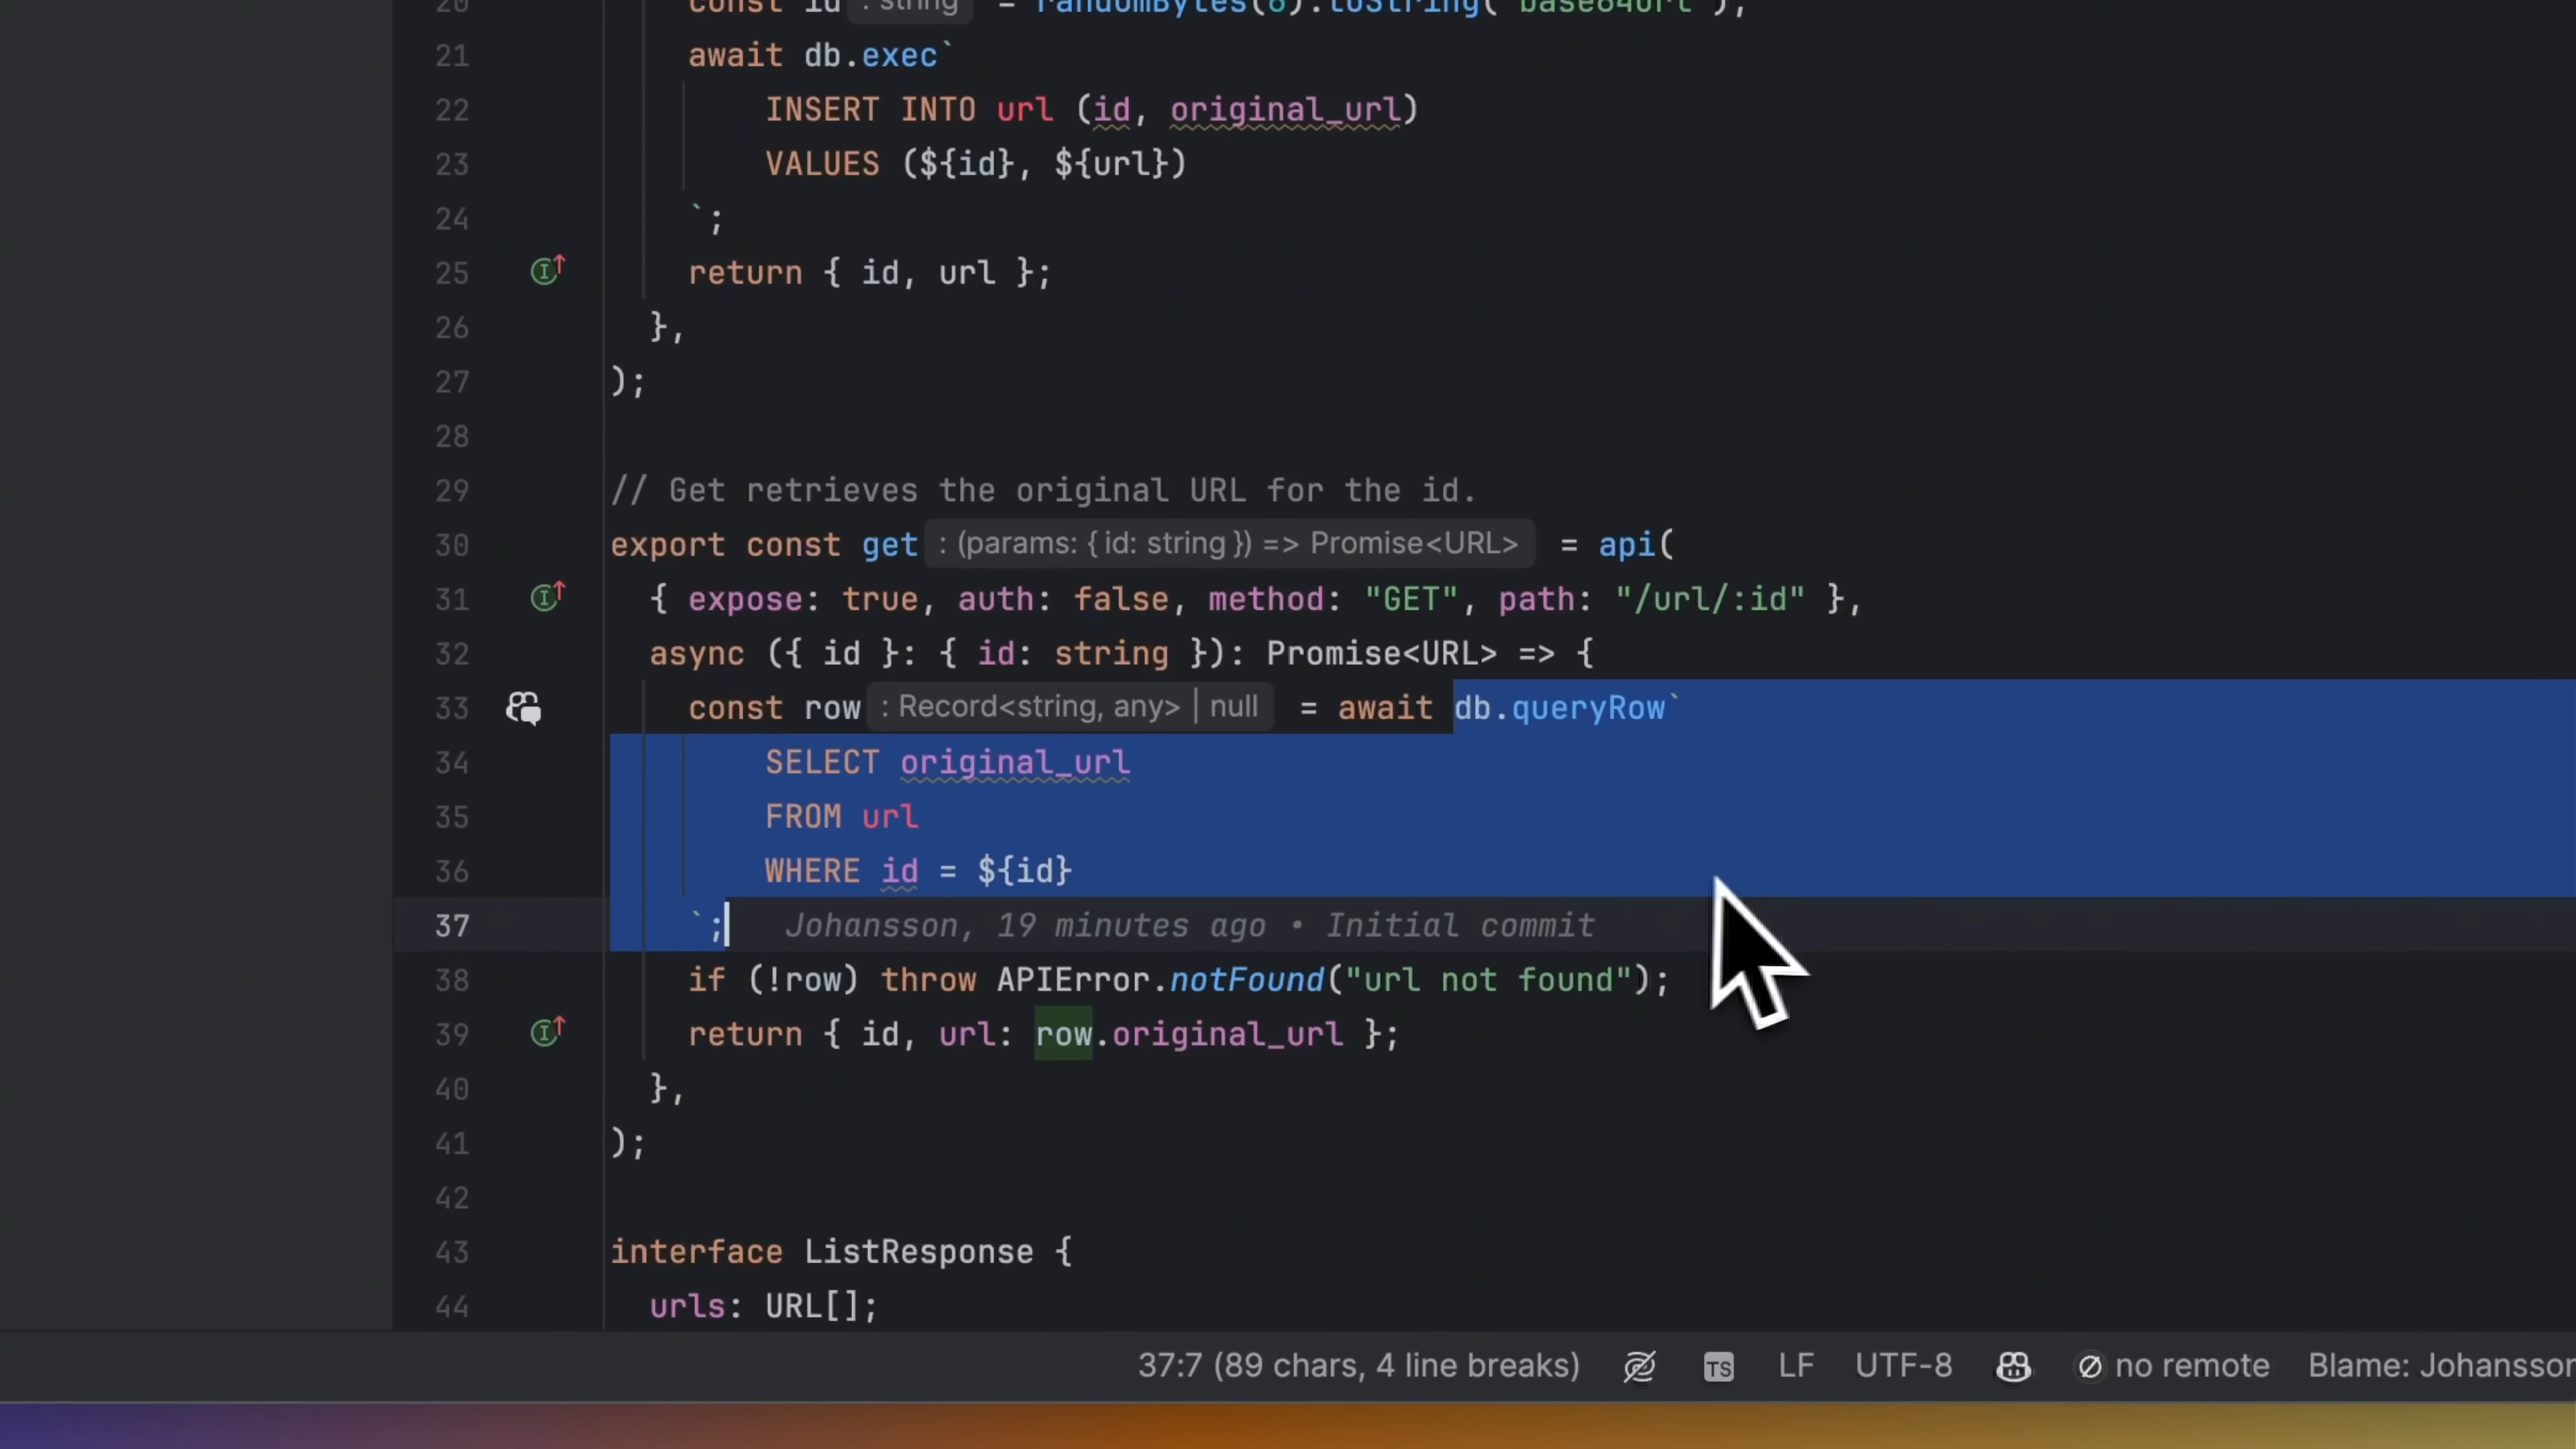 20 const id : string = randomBytes(6).toString("base64url");
21 await db.exec`
22 INSERT INTO url (id, original_url)
23 VALUES (${id}, ${url})
24 `;
25 return { id, url };
26 },
27 );
28
29 // Get retrieves the original URL for the id.
30 export const get : (params: { id: string }) => Promise<URL> = api(
31 { expose: true, auth: false, method: "GET", path: "/url/:id" },
32 async ({ id }: { id: string }): Promise<URL> => {
33 const row : Record<string, any> | null = await db.queryRow`
34 SELECT original_url
35 FROM url
36 WHERE id = ${id}
37 `; Johansson, 19 minutes ago • Initial commit
38 if (!row) throw APIError.notFound("url not found");
39 return { id, url: row.original_url };
40 },
41 );
42
43 interface ListResponse {
44 urls: URL[];
37:7 (89 chars, 4 line breaks) TS LF UTF-8 no remote Blame: Johansson